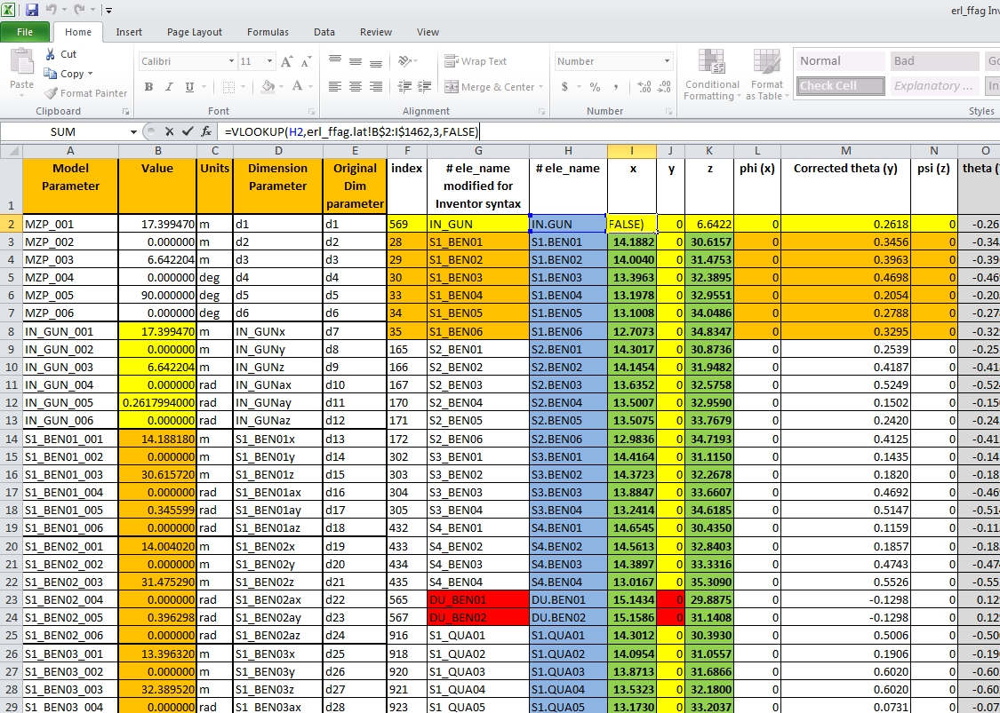 erl_ffag Inv
File Home Insert Page Layout Formulas Data Review View
Cut
Copy
Format Painter
Paste
Clipboard
Calibri 11
B I U
Font
Wrap Text
Merge & Center
Alignment
Number
$ % ,
Number
Conditional Formatting
Format as Table
Normal Bad Go
Check Cell Explanatory ... In
Styles
SUM =VLOOKUP(H2,erl_ffag.lat!B$2:I$1462,3,FALSE)
A B C D E F G H I J K L M N O
1 Model Parameter Value Units Dimension Parameter Original Dim parameter index # ele_name modified for Inventor syntax # ele_name x y z phi (x) Corrected theta (y) psi (z) theta (
2 MZP_001 17.399470 m d1 d1 569 IN_GUN IN.GUN FALSE) 0 6.6422 0 0.2618 0 -0.26
3 MZP_002 0.000000 m d2 d2 28 S1_BEN01 S1.BEN01 14.1882 0 30.6157 0 0.3456 0 -0.34
4 MZP_003 6.642204 m d3 d3 29 S1_BEN02 S1.BEN02 14.0040 0 31.4753 0 0.3963 0 -0.39
5 MZP_004 0.000000 deg d4 d4 30 S1_BEN03 S1.BEN03 13.3963 0 32.3895 0 0.4698 0 -0.46
6 MZP_005 90.000000 deg d5 d5 33 S1_BEN04 S1.BEN04 13.1978 0 32.9551 0 0.2054 0 -0.20
7 MZP_006 0.000000 deg d6 d6 34 S1_BEN05 S1.BEN05 13.1008 0 34.0486 0 0.2788 0 -0.27
8 IN_GUN_001 17.399470 m IN_GUNx d7 35 S1_BEN06 S1.BEN06 12.7073 0 34.8347 0 0.3295 0 -0.32
9 IN_GUN_002 0.000000 m IN_GUNy d8 165 S2_BEN01 S2.BEN01 14.3017 0 30.8736 0 0.2539 0 -0.25
10 IN_GUN_003 6.642204 m IN_GUNz d9 166 S2_BEN02 S2.BEN02 14.1454 0 31.9482 0 0.4187 0 -0.41
11 IN_GUN_004 0.000000 rad IN_GUNax d10 167 S2_BEN03 S2.BEN03 13.6352 0 32.5758 0 0.5249 0 -0.52
12 IN_GUN_005 0.2617994000 rad IN_GUNay d11 170 S2_BEN04 S2.BEN04 13.5007 0 32.9590 0 0.1502 0 -0.15
13 IN_GUN_006 0.000000 rad IN_GUNaz d12 171 S2_BEN05 S2.BEN05 13.5075 0 33.7679 0 0.2420 0 -0.24
14 S1_BEN01_001 14.188180 m S1_BEN01x d13 172 S2_BEN06 S2.BEN06 12.9836 0 34.7193 0 0.4125 0 -0.41
15 S1_BEN01_002 0.000000 m S1_BEN01y d14 302 S3_BEN01 S3.BEN01 14.4164 0 31.1150 0 0.1435 0 -0.14
16 S1_BEN01_003 30.615720 m S1_BEN01z d15 303 S3_BEN02 S3.BEN02 14.3723 0 32.2678 0 0.1820 0 -0.18
17 S1_BEN01_004 0.000000 rad S1_BEN01ax d16 304 S3_BEN03 S3.BEN03 13.8847 0 33.6607 0 0.4692 0 -0.46
18 S1_BEN01_005 0.345599 rad S1_BEN01ay d17 305 S3_BEN04 S3.BEN04 13.2414 0 34.6185 0 0.5147 0 -0.51
19 S1_BEN01_006 0.000000 rad S1_BEN01az d18 432 S4_BEN01 S4.BEN01 14.6545 0 30.4350 0 0.1159 0 -0.11
20 S1_BEN02_001 14.004020 m S1_BEN02x d19 433 S4_BEN02 S4.BEN02 14.5613 0 32.8403 0 0.1857 0 -0.18
21 S1_BEN02_002 0.000000 m S1_BEN02y d20 434 S4_BEN03 S4.BEN03 14.3897 0 33.3316 0 0.4743 0 -0.47
22 S1_BEN02_003 31.475290 m S1_BEN02z d21 435 S4_BEN04 S4.BEN04 13.0167 0 35.3090 0 0.5526 0 -0.55
23 S1_BEN02_004 0.000000 rad S1_BEN02ax d22 565 DU_BEN01 DU.BEN01 15.1434 0 29.8875 0 -0.1298 0 0.12
24 S1_BEN02_005 0.396298 rad S1_BEN02ay d23 567 DU_BEN02 DU.BEN02 15.1586 0 31.1408 0 -0.1298 0 0.12
25 S1_BEN02_006 0.000000 rad S1_BEN02az d24 916 S1_QUA01 S1.QUA01 14.3012 0 30.3930 0 0.5006 0 -0.50
26 S1_BEN03_001 13.396320 m S1_BEN03x d25 918 S1_QUA02 S1.QUA02 14.0954 0 31.0557 0 0.1906 0 -0.19
27 S1_BEN03_002 0.000000 m S1_BEN03y d26 920 S1_QUA03 S1.QUA03 13.8713 0 31.6866 0 0.6020 0 -0.60
28 S1_BEN03_003 32.389520 m S1_BEN03z d27 921 S1_QUA04 S1.QUA04 13.5323 0 32.1800 0 0.6020 0 -0.60
29 S1_BEN03_004 0.000000 rad S1_BEN03ax d28 923 S1_QUA05 S1.QUA05 13.1730 0 33.2037 0 0.0731 0 -0.07